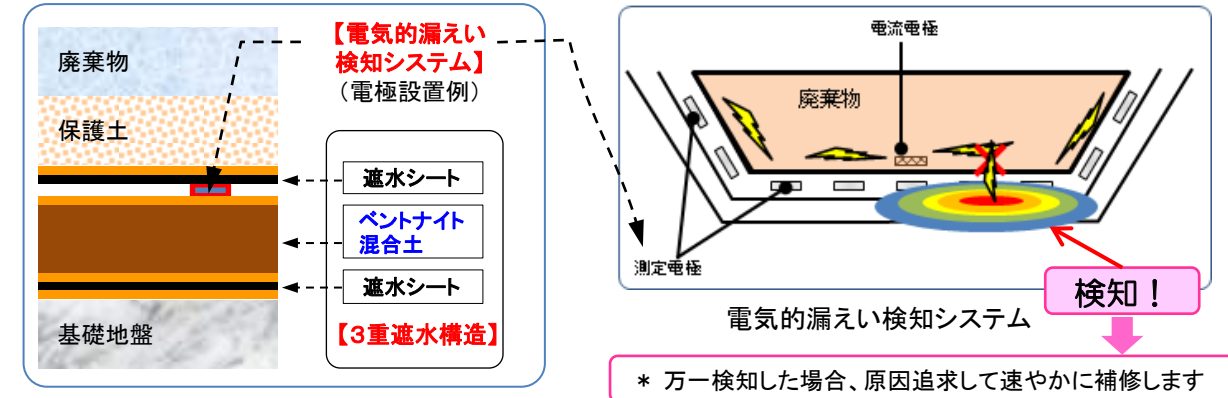 廃棄物
保護土
基礎地盤
【電気的漏えい
検知システム】
（電極設置例）
遮水シート
ベントナイト
混合土
遮水シート
【３重遮水構造】
電流電極
廃棄物
測定電極
検知！
電気的漏えい検知システム
＊ 万一検知した場合、原因追求して速やかに補修します